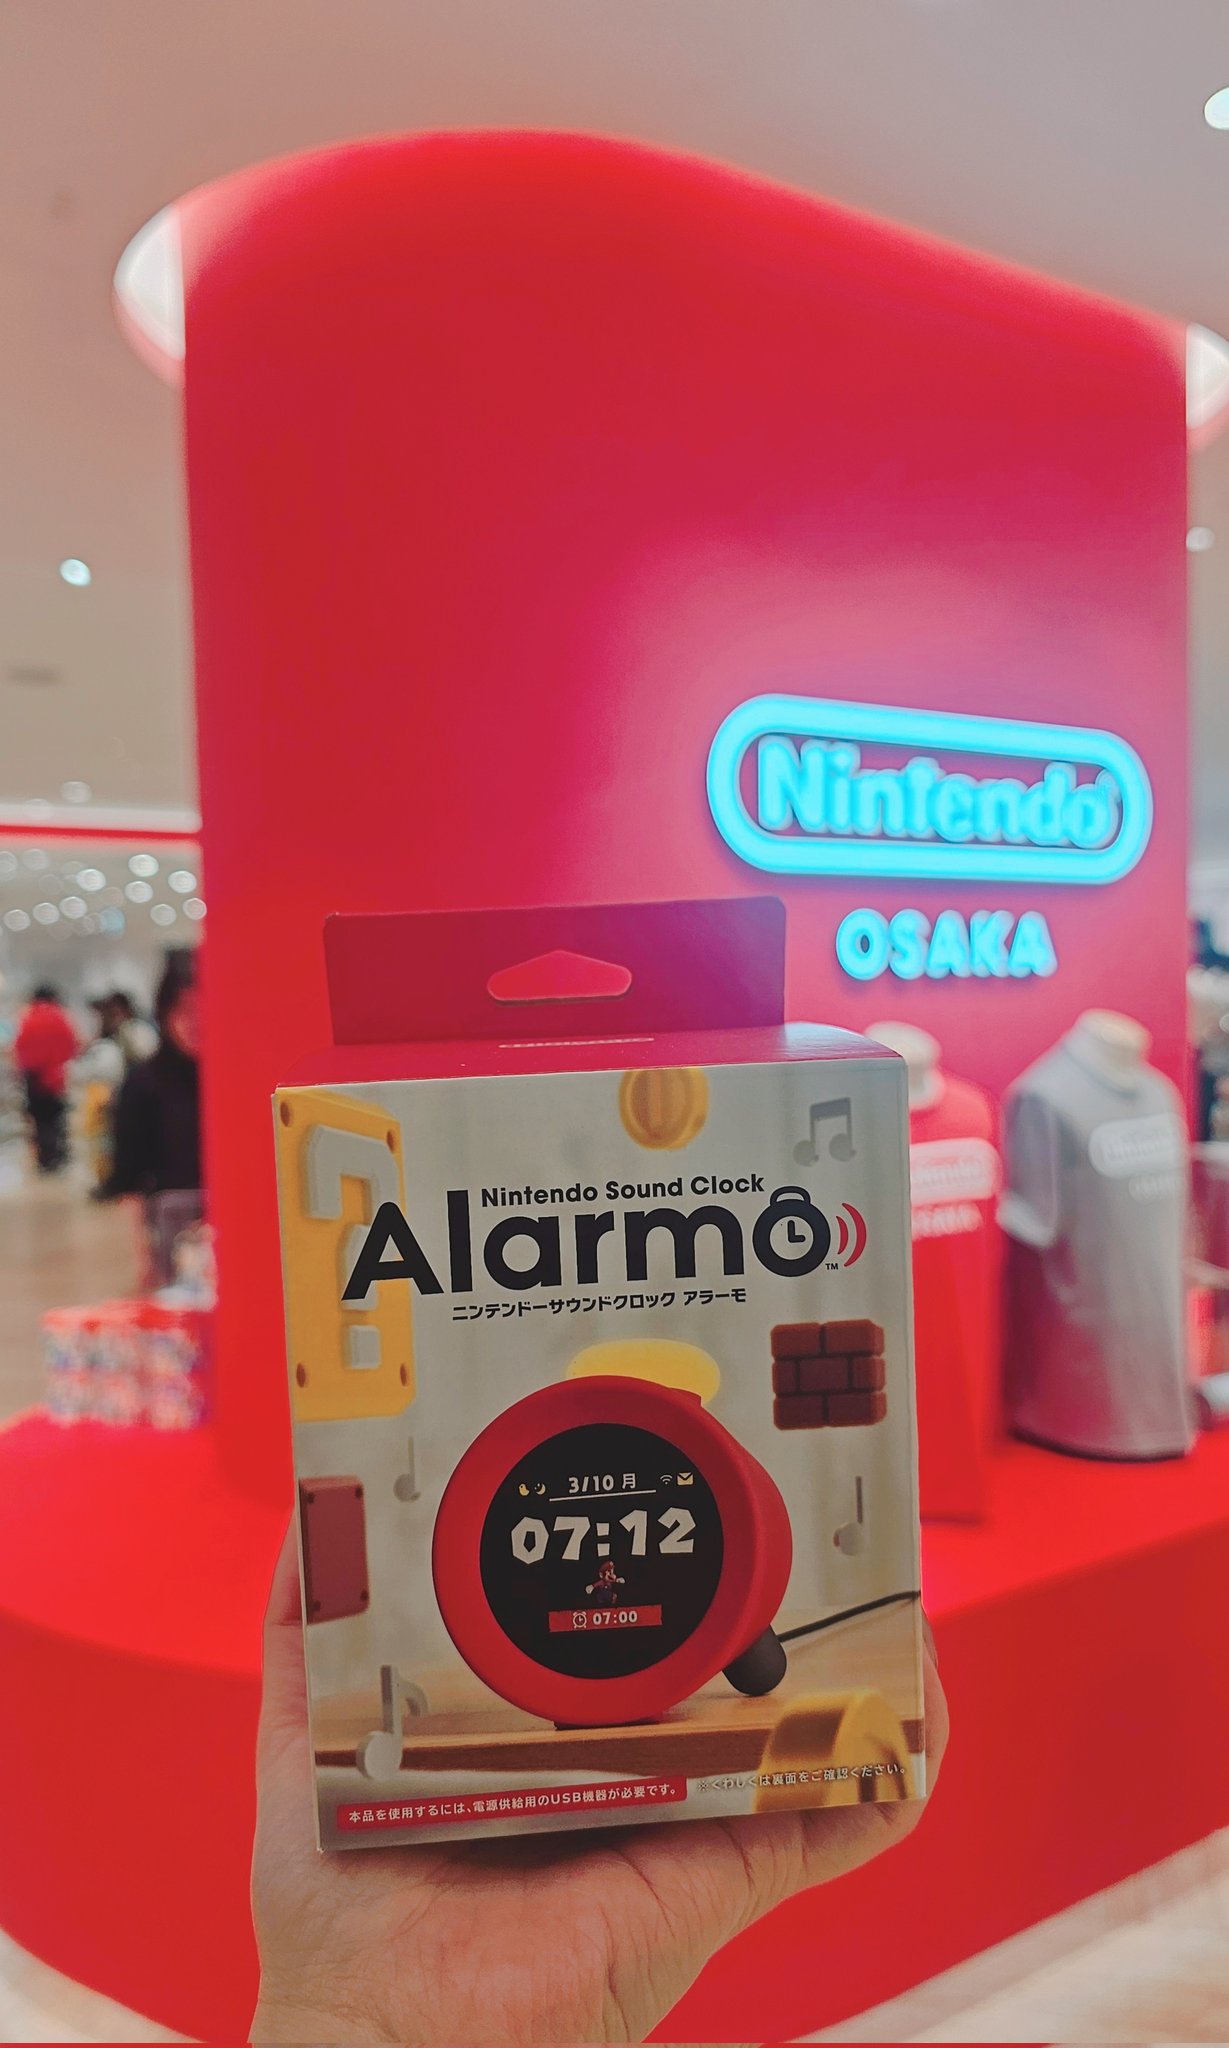 Nintendo
OSAKA
Nintendo Sound Clock
Alarmo
TM
ニンテンドーサウンドクロック アラーモ
3/10 月
07:12
07:00
本品を使用するには、電源供給用のUSB機器が必要です。 ※くわしくは裏面をご確認ください。
Nintendo
OSAKA